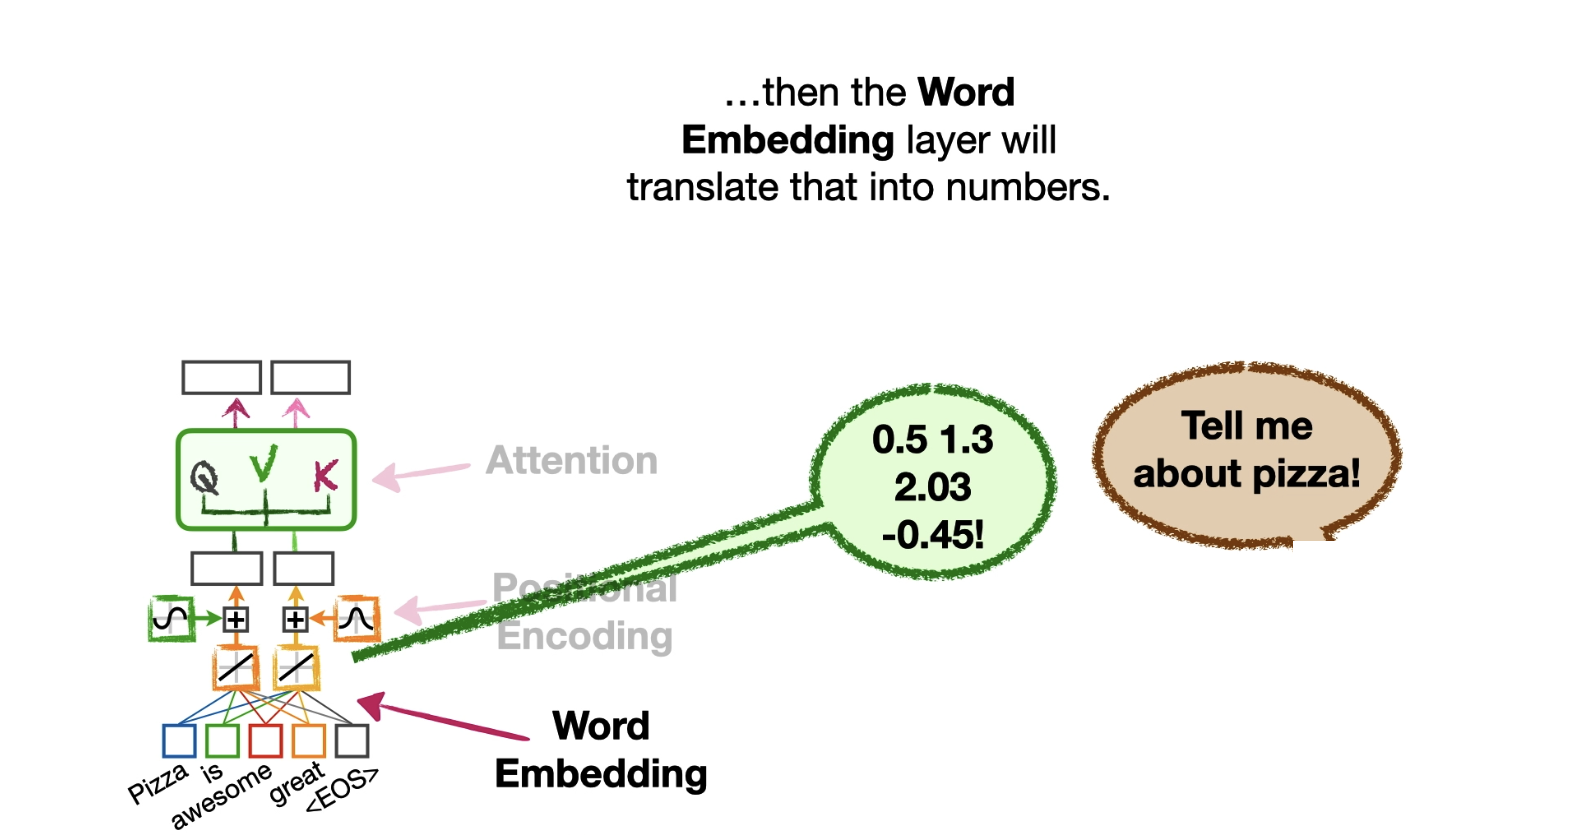 …then the Word
Embedding layer will
translate that into numbers.
Tell me
about pizza!
0.5 1.3
2.03
-0.45!
Q V K
Attention
Positional
Encoding
Word
Embedding
Pizza
is
awesome
great
<EOS>